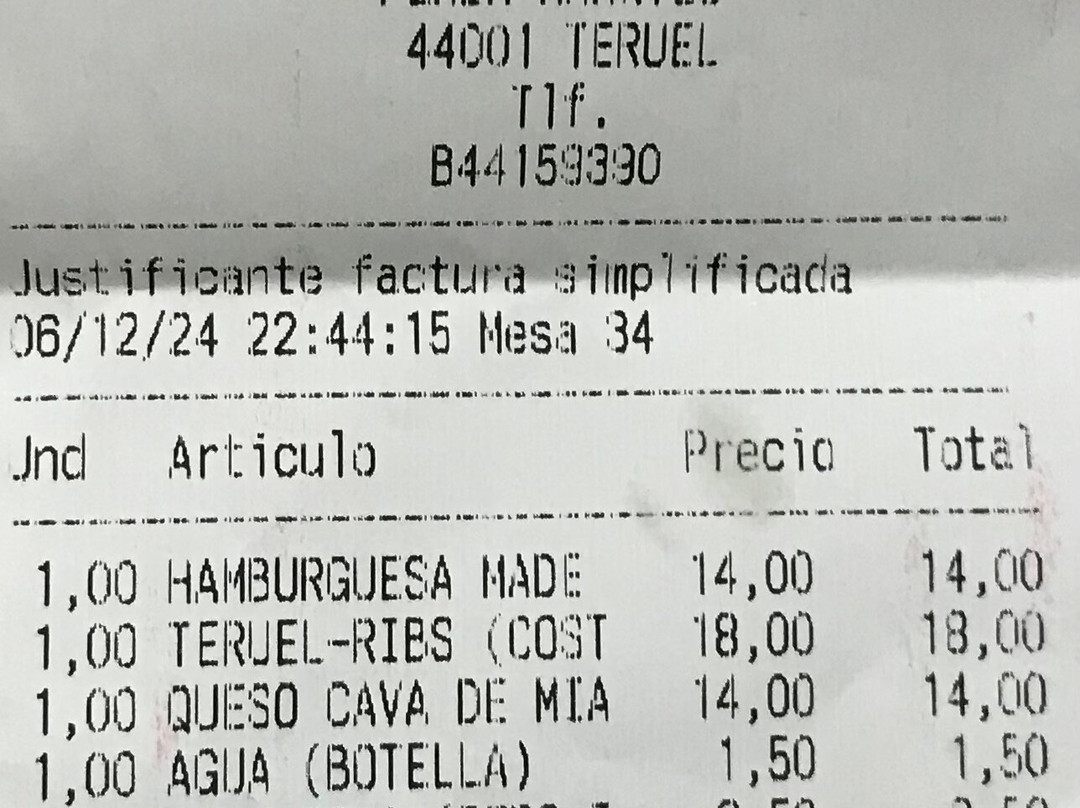 44001 TERUEL
Tlf.
B44159390
Justificante factura simplificada
06/12/24 22:44:15 Mesa 34
Und Articulo Precio Total
1,00 HAMBURGUESA MADE 14,00 14,00
1,00 TERUEL-RIBS (COST 18,00 18,00
1,00 QUESO CAVA DE MIA 14,00 14,00
1,00 AGUA (BOTELLA) 1,50 1,50